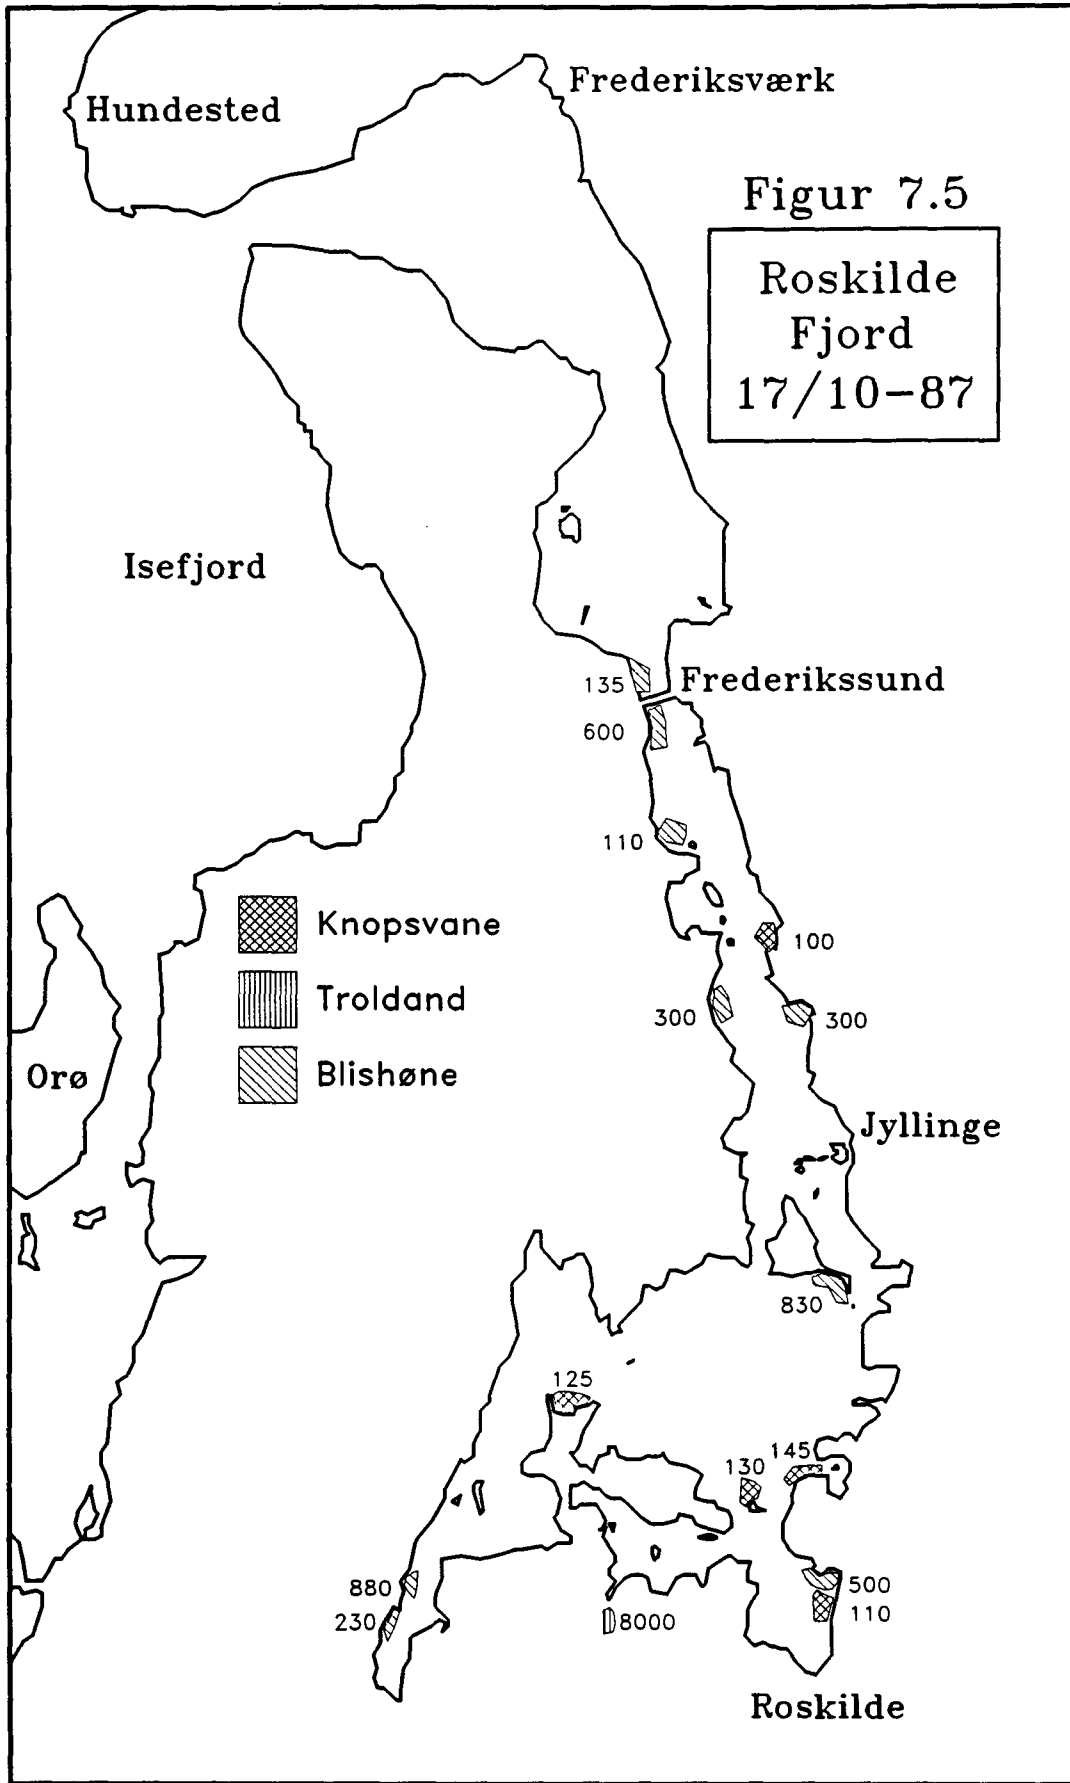 Frederiksværk
Hundested
Figur 7.5
Roskilde
Fjord
17/10-87
Isefjord
135
Frederikssund
600
110
Knopsvane
100
Troldand
300
300
Blishøne
Orø
Jyllinge
830
125
145
130
880
500
230
8000
110
Roskilde